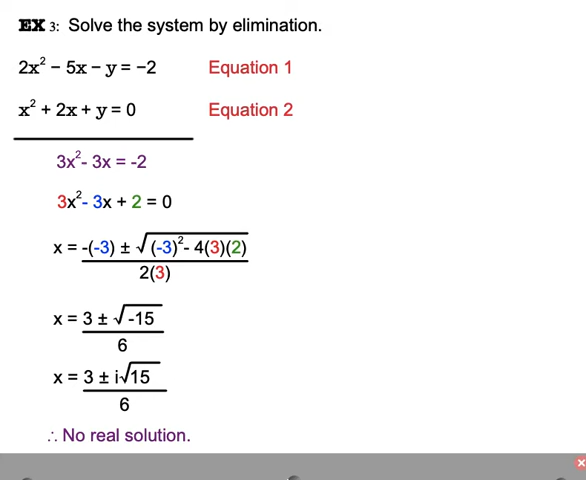 EX 3: Solve the system by elimination.
2x² − 5x − y = −2 Equation 1
x² + 2x + y = 0 Equation 2
3x²- 3x = -2
3x²- 3x + 2 = 0
x = -(-3) ± √(-3)²- 4(3)(2)
2(3)
x = 3 ± √-15
6
x = 3 ± i√15
6
∴ No real solution.